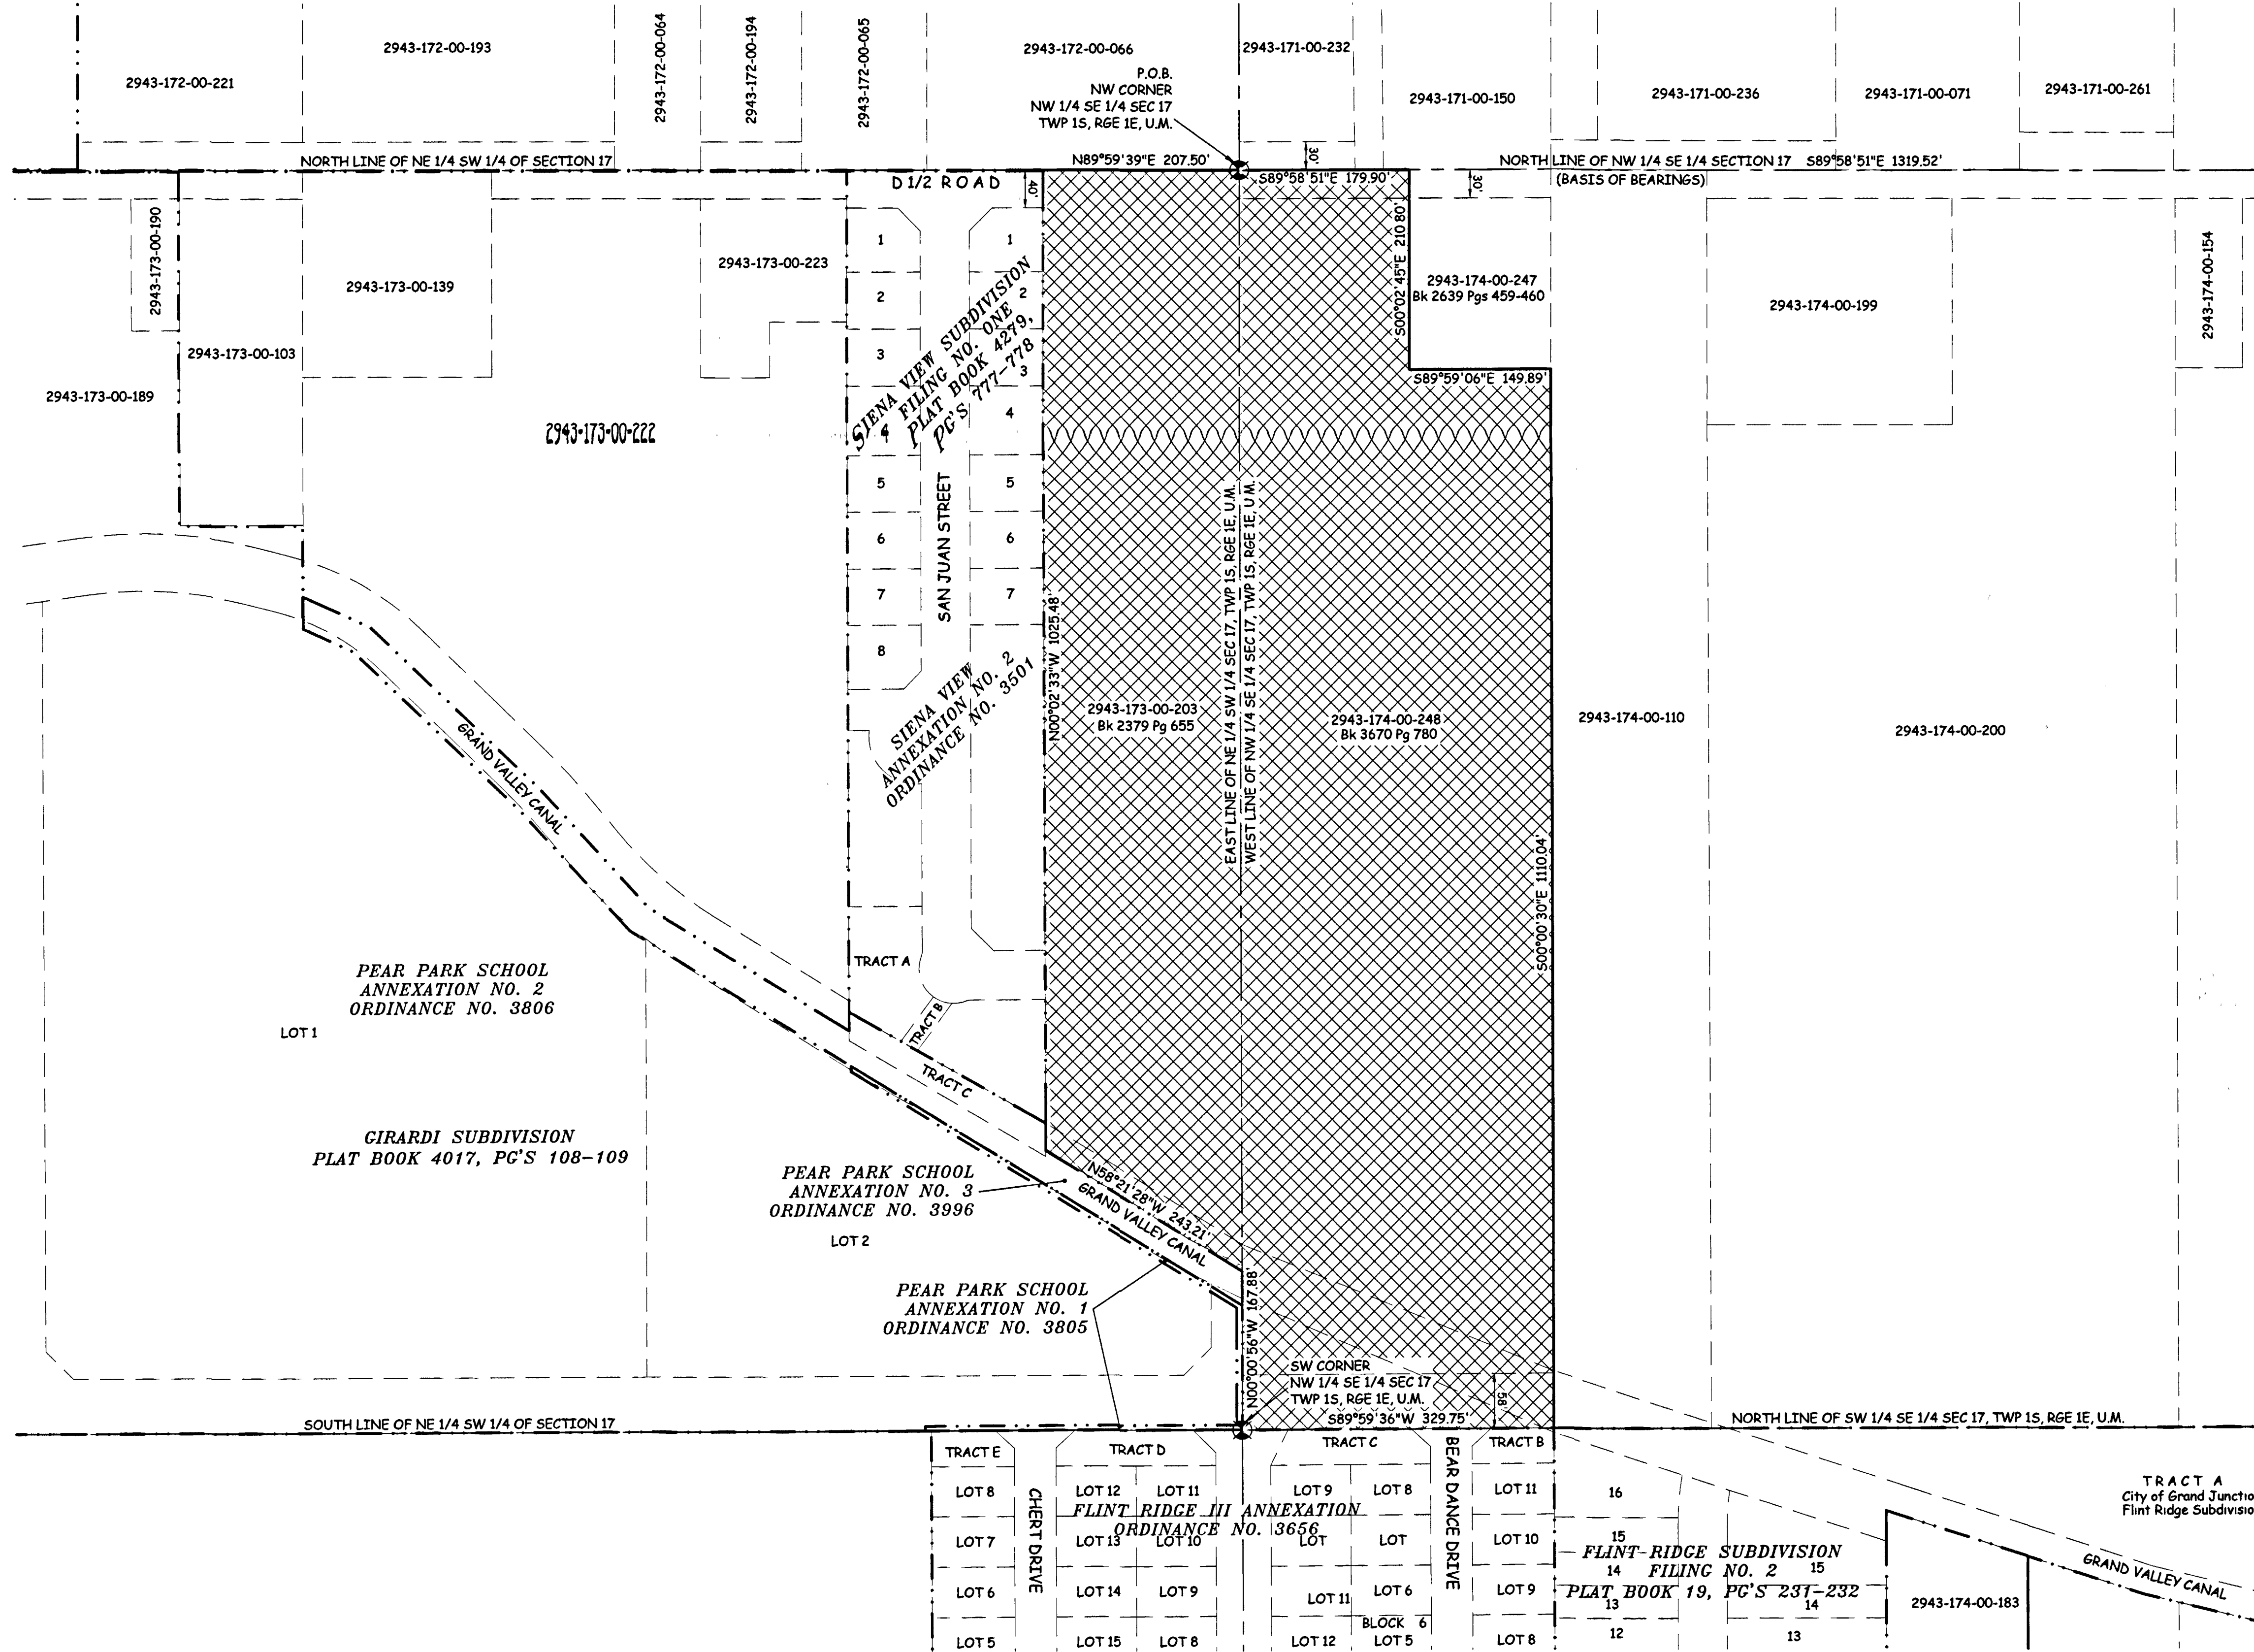 2943-172-00-221
2943-172-00-193
2943-172-00-064
2943-172-00-194
2943-172-00-065
2943-172-00-066
2943-171-00-232
2943-171-00-150
2943-171-00-236
2943-171-00-071
2943-171-00-261
P.O.B.
NW CORNER
NW 1/4 SE 1/4 SEC 17
TWP 1S, RGE 1E, U.M.
NORTH LINE OF NE 1/4 SW 1/4 OF SECTION 17
N89°59'39"E 207.50'
30'
S89°58'51"E 179.90'
NORTH LINE OF NW 1/4 SE 1/4 SECTION 17 S89°58'51"E 1319.52'
(BASIS OF BEARINGS)
30'
D 1/2 ROAD
40'
2943-173-00-190
2943-173-00-103
2943-173-00-189
2943-173-00-139
2943-173-00-223
2943-173-00-222
1
2
3
4
5
6
7
8
1
2
3
4
5
6
7
SIENA VIEW SUBDIVISION
FILING NO. ONE
PLAT BOOK 4279,
PG'S 777-778
SAN JUAN STREET
SIENA VIEW
ANNEXATION NO. 2
ORDINANCE NO. 3501
N00°02'33"W 1025.48'
2943-173-00-203
Bk 2379 Pg 655
EAST LINE OF NE 1/4 SW 1/4 SEC 17, TWP 1S, RGE 1E, U.M.
WEST LINE OF NW 1/4 SE 1/4 SEC 17, TWP 1S, RGE 1E, U.M.
2943-174-00-248
Bk 3670 Pg 780
S00°02'45"E 210.80'
2943-174-00-247
Bk 2639 Pgs 459-460
S89°59'06"E 149.89'
S00°00'30"E 1110.04'
2943-174-00-199
2943-174-00-154
2943-174-00-110
2943-174-00-200
GRAND VALLEY CANAL
TRACT A
TRACT B
TRACT C
PEAR PARK SCHOOL
ANNEXATION NO. 2
ORDINANCE NO. 3806
LOT 1
GIRARDI SUBDIVISION
PLAT BOOK 4017, PG'S 108-109
PEAR PARK SCHOOL
ANNEXATION NO. 3
ORDINANCE NO. 3996
LOT 2
N58°21'28"W 243.21'
GRAND VALLEY CANAL
PEAR PARK SCHOOL
ANNEXATION NO. 1
ORDINANCE NO. 3805
N00°00'56"W 167.88'
SW CORNER
NW 1/4 SE 1/4 SEC 17
TWP 1S, RGE 1E, U.M.
58'
S89°59'36"W 329.75'
SOUTH LINE OF NE 1/4 SW 1/4 OF SECTION 17
NORTH LINE OF SW 1/4 SE 1/4 SEC 17, TWP 1S, RGE 1E, U.M.
TRACT E
TRACT D
TRACT C
TRACT B
LOT 8
LOT 12
LOT 11
LOT 9
LOT 8
LOT 11
16
CHERT DRIVE
BEAR DANCE DRIVE
FLINT RIDGE III ANNEXATION
ORDINANCE NO. 3656
LOT 7
LOT 13
LOT 10
LOT
LOT
LOT 10
15
FLINT RIDGE SUBDIVISION
FILING NO. 2
PLAT BOOK 19, PG'S 231-232
14
15
LOT 6
LOT 14
LOT 9
LOT 11
LOT 6
LOT 9
13
14
BLOCK 6
LOT 5
LOT 15
LOT 8
LOT 12
LOT 5
LOT 8
12
13
2943-174-00-183
TRACT A
City of Grand Junctio
Flint Ridge Subdivisio
GRAND VALLEY CANAL